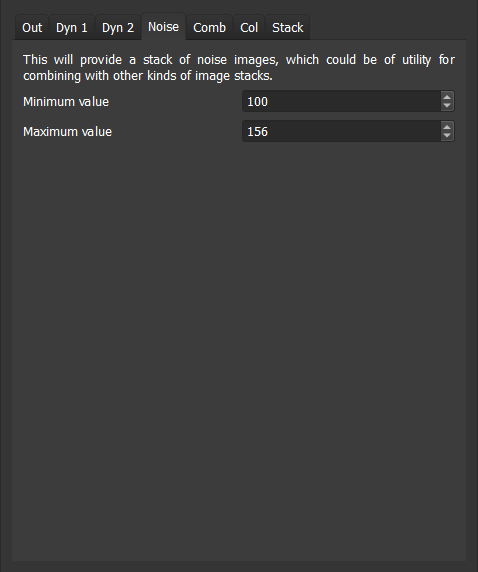 Out Dyn 1 Dyn 2 Noise Comb Col Stack
This will provide a stack of noise images, which could be of utility for
combining with other kinds of image stacks.
Minimum value 100
Maximum value 156